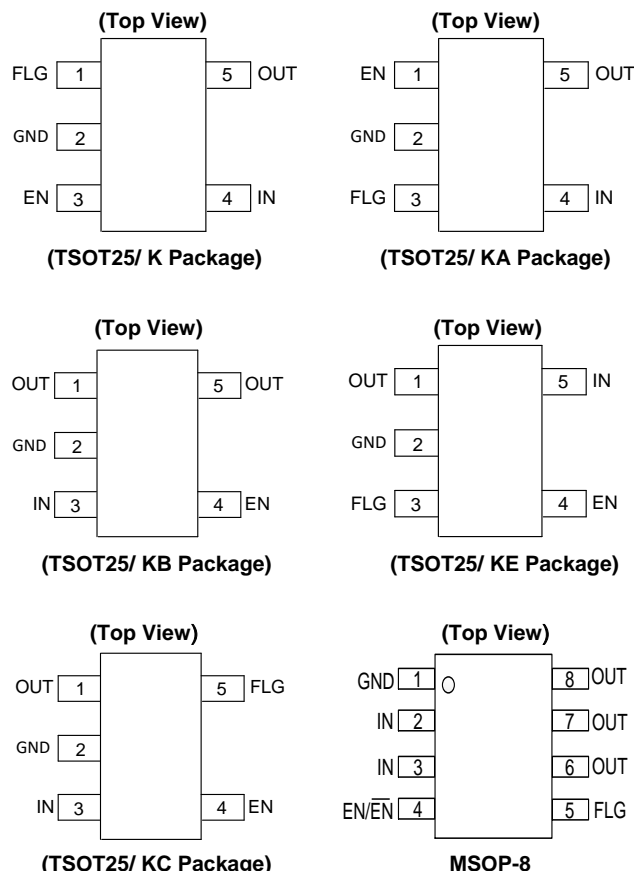 (Top View)
FLG 1 5 OUT
GND 2
EN 3 4 IN
(TSOT25/ K Package)
(Top View)
EN 1 5 OUT
GND 2
FLG 3 4 IN
(TSOT25/ KA Package)
(Top View)
OUT 1 5 OUT
GND 2
IN 3 4 EN
(TSOT25/ KB Package)
(Top View)
OUT 1 5 IN
GND 2
FLG 3 4 EN
(TSOT25/ KE Package)
(Top View)
OUT 1 5 FLG
GND 2
IN 3 4 EN
(TSOT25/ KC Package)
(Top View)
GND 1 8 OUT
IN 2 7 OUT
IN 3 6 OUT
EN/E̅N̅ 4 5 FLG
MSOP-8